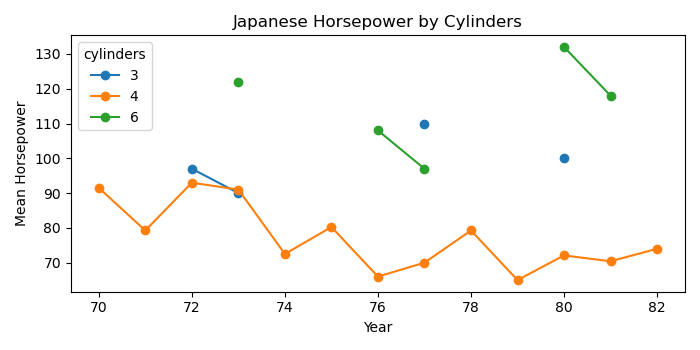 Japanese Horsepower by Cylinders
cylinders
3
4
6
Mean Horsepower
130
120
110
100
90
80
70
70 72 74 76 78 80 82
Year